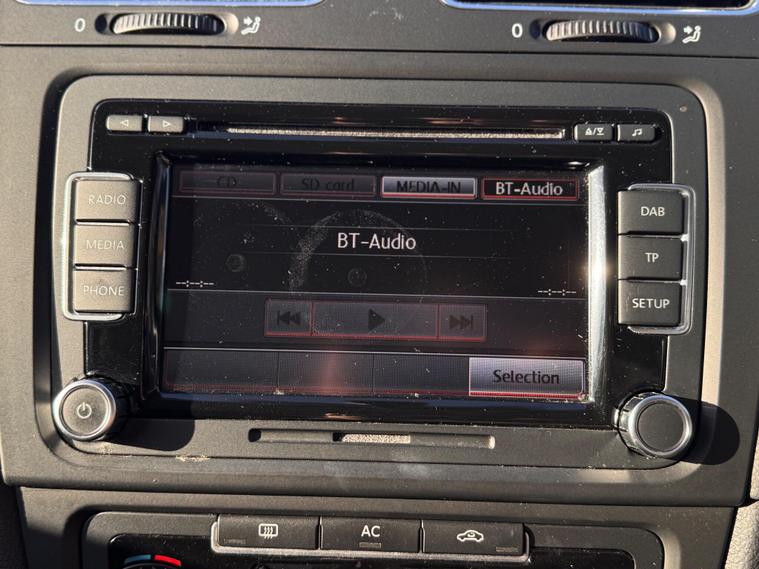 0 0
CD SD card MEDIA-IN BT-Audio
RADIO
MEDIA
PHONE
BT-Audio
--:--:-- --:--:--
Selection
DAB
TP
SETUP
AC